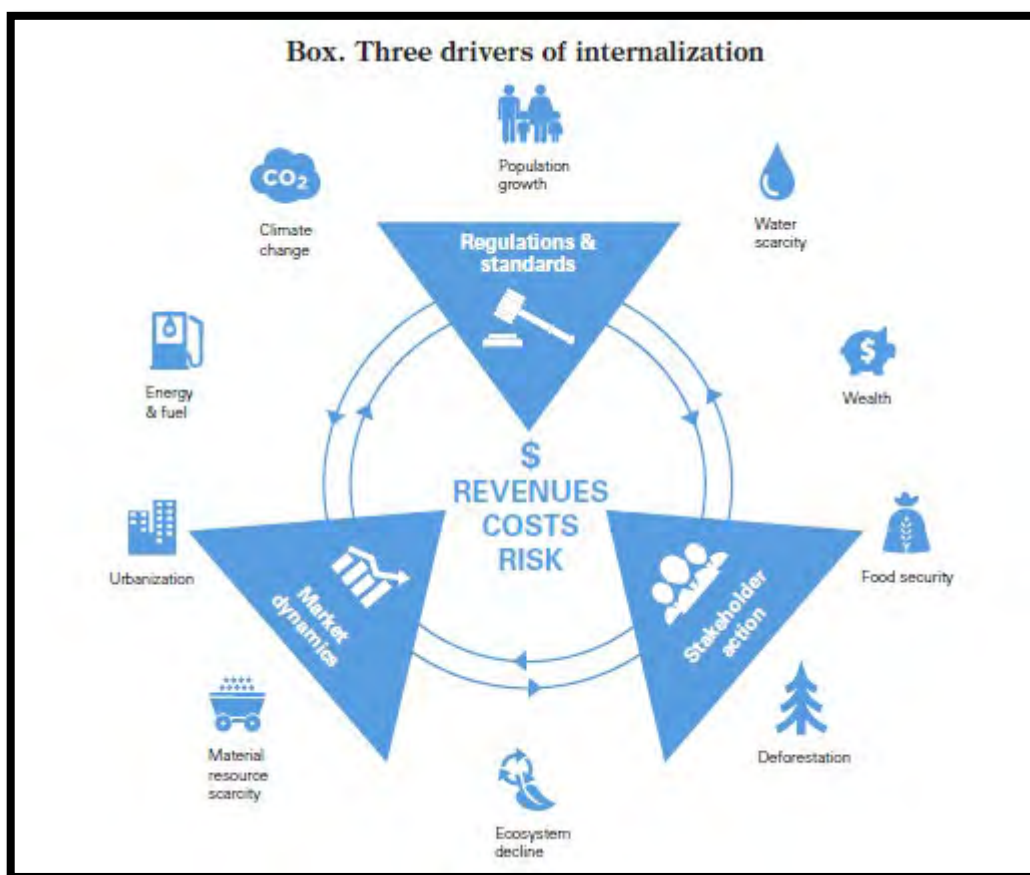 Box. Three drivers of internalization
Population
growth
CO₂
Climate
change
Water
scarcity
Regulations &
standards
Energy
& fuel
$
Wealth
$
REVENUES
COSTS
RISK
Urbanization
Market
dynamics
Stakeholder
action
Food security
Material
resource
scarcity
Deforestation
Ecosystem
decline